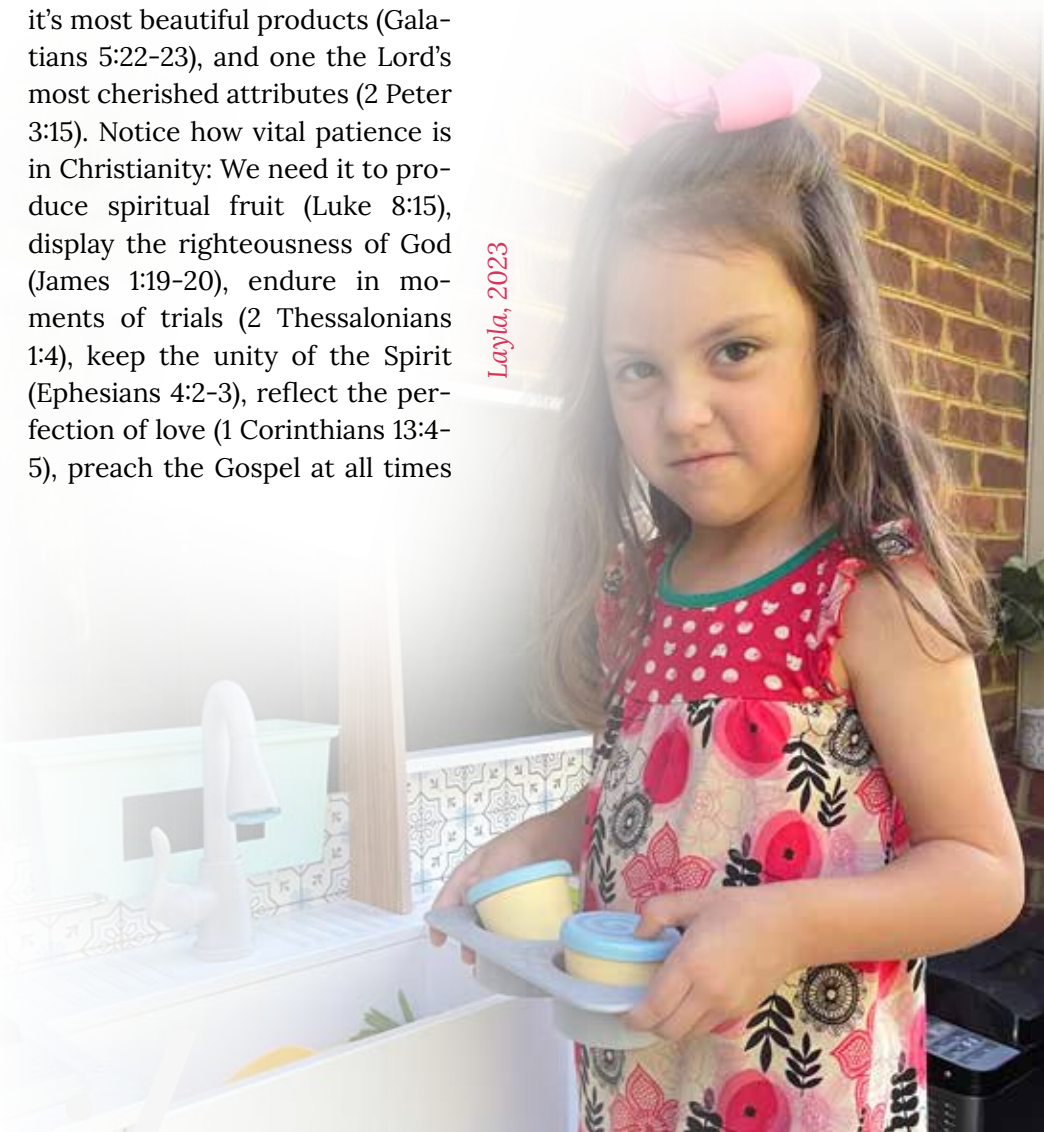 it’s most beautiful products (Gala-
tians 5:22-23), and one the Lord’s
most cherished attributes (2 Peter
3:15). Notice how vital patience is
in Christianity: We need it to pro-
duce spiritual fruit (Luke 8:15),
display the righteousness of God
(James 1:19-20), endure in mo-
ments of trials (2 Thessalonians
1:4), keep the unity of the Spirit
(Ephesians 4:2-3), reflect the per-
fection of love (1 Corinthians 13:4-
5), preach the Gospel at all times
Layla, 2023